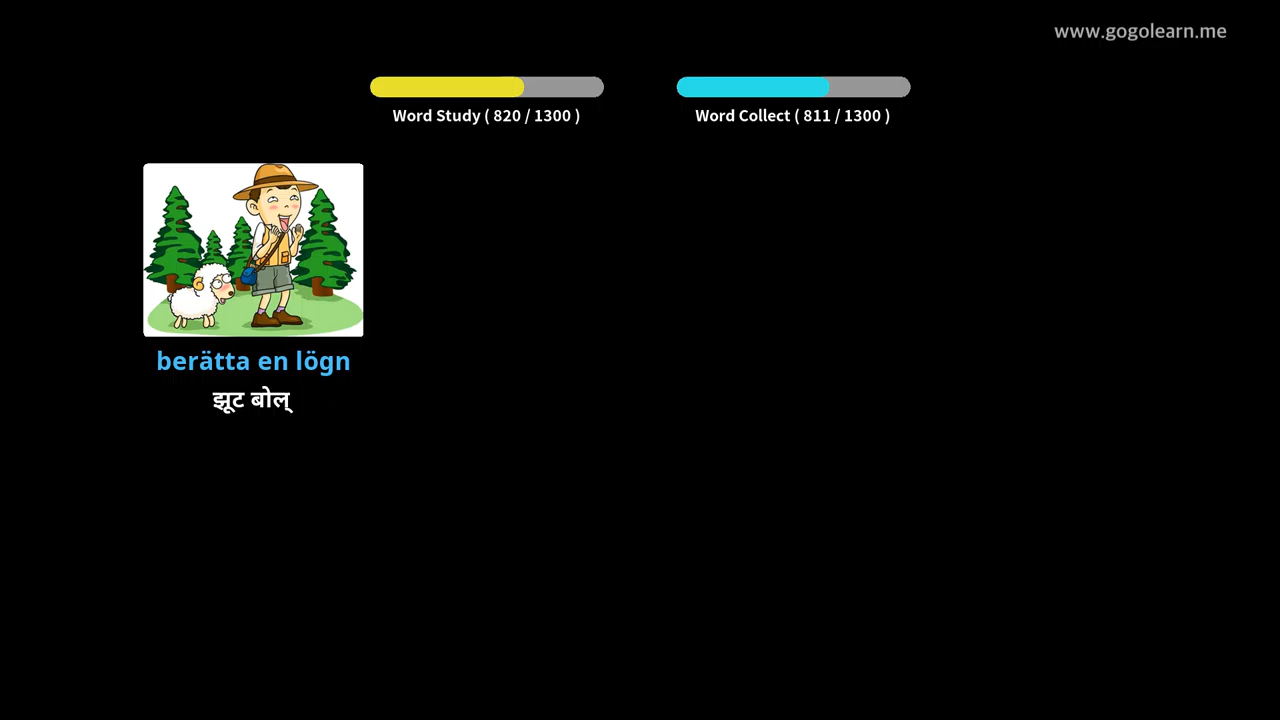 www.gogolearn.me
Word Study ( 820 / 1300 )
Word Collect ( 811 / 1300 )
berätta en lögn
झूट बोल्